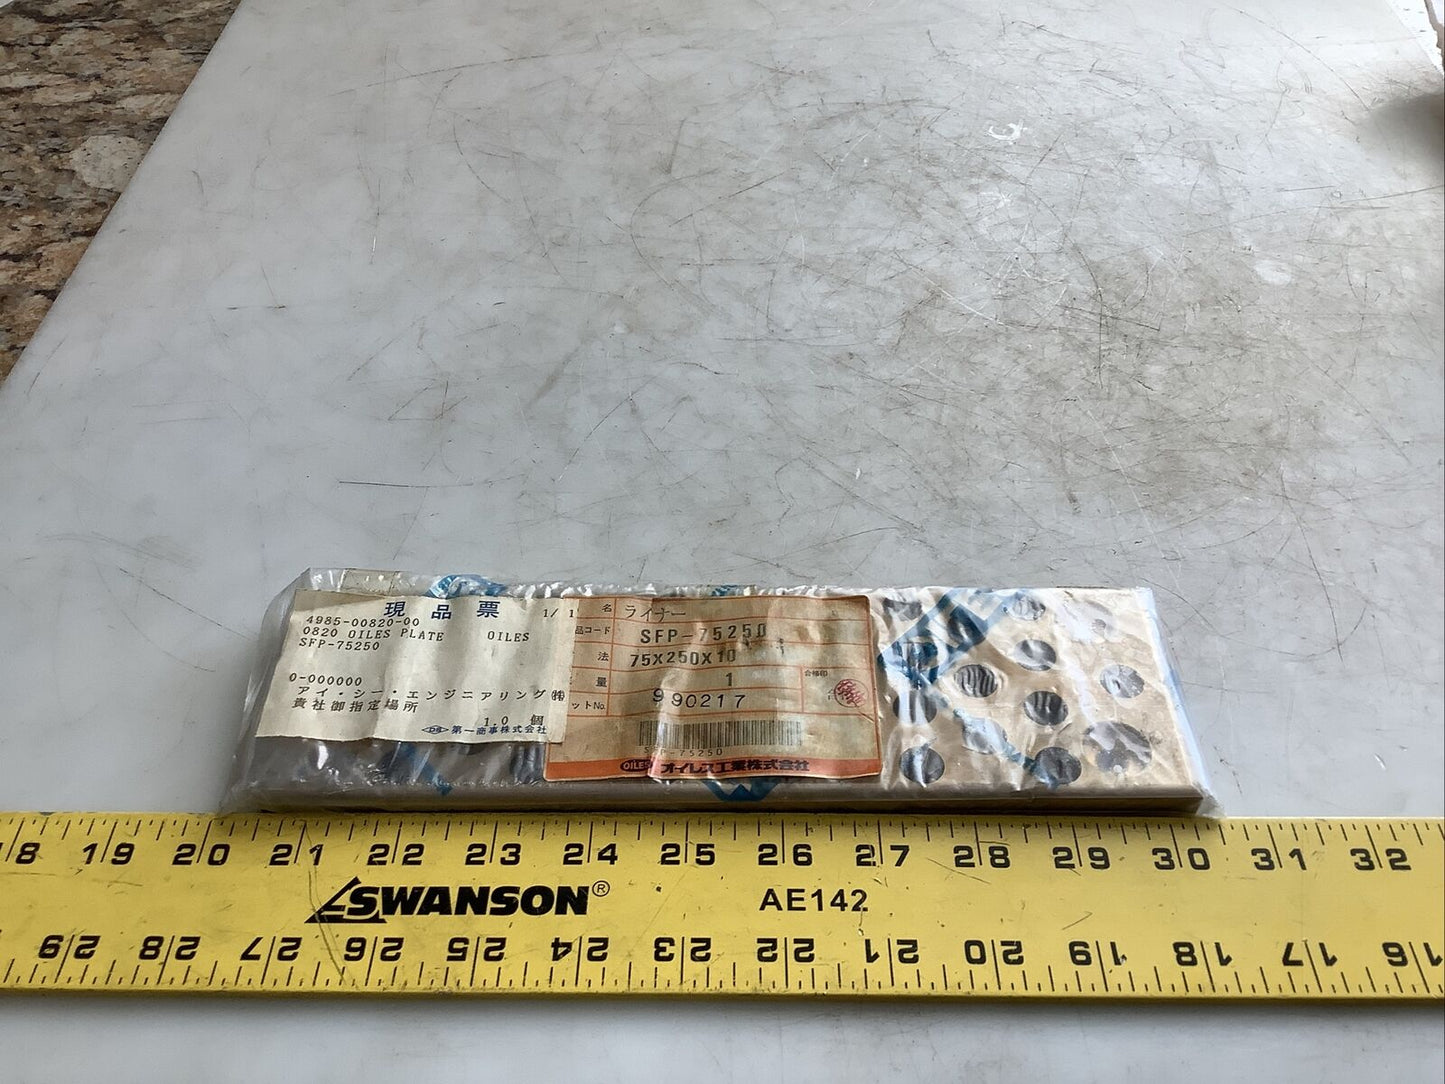 現品票 1/ 1
4985-00820-00
0820 OILES PLATE OILES
SFP-75250
0-000000
アイ・シー・エンジニアリング㈱
貴社御指定場所
1.0 個
DS 第一商事株式会社
名 ライナー
品コード SFP-75250
法 75X250X10
量 1 合格印
ットNo. 990217
SFP-75250
OILES オイレス工業株式会社
18 19 20 21 22 23 24 25 26 27 28 29 30 31 32
SWANSON® AE142
29 28 27 26 25 24 23 22 21 20 19 18 17 16